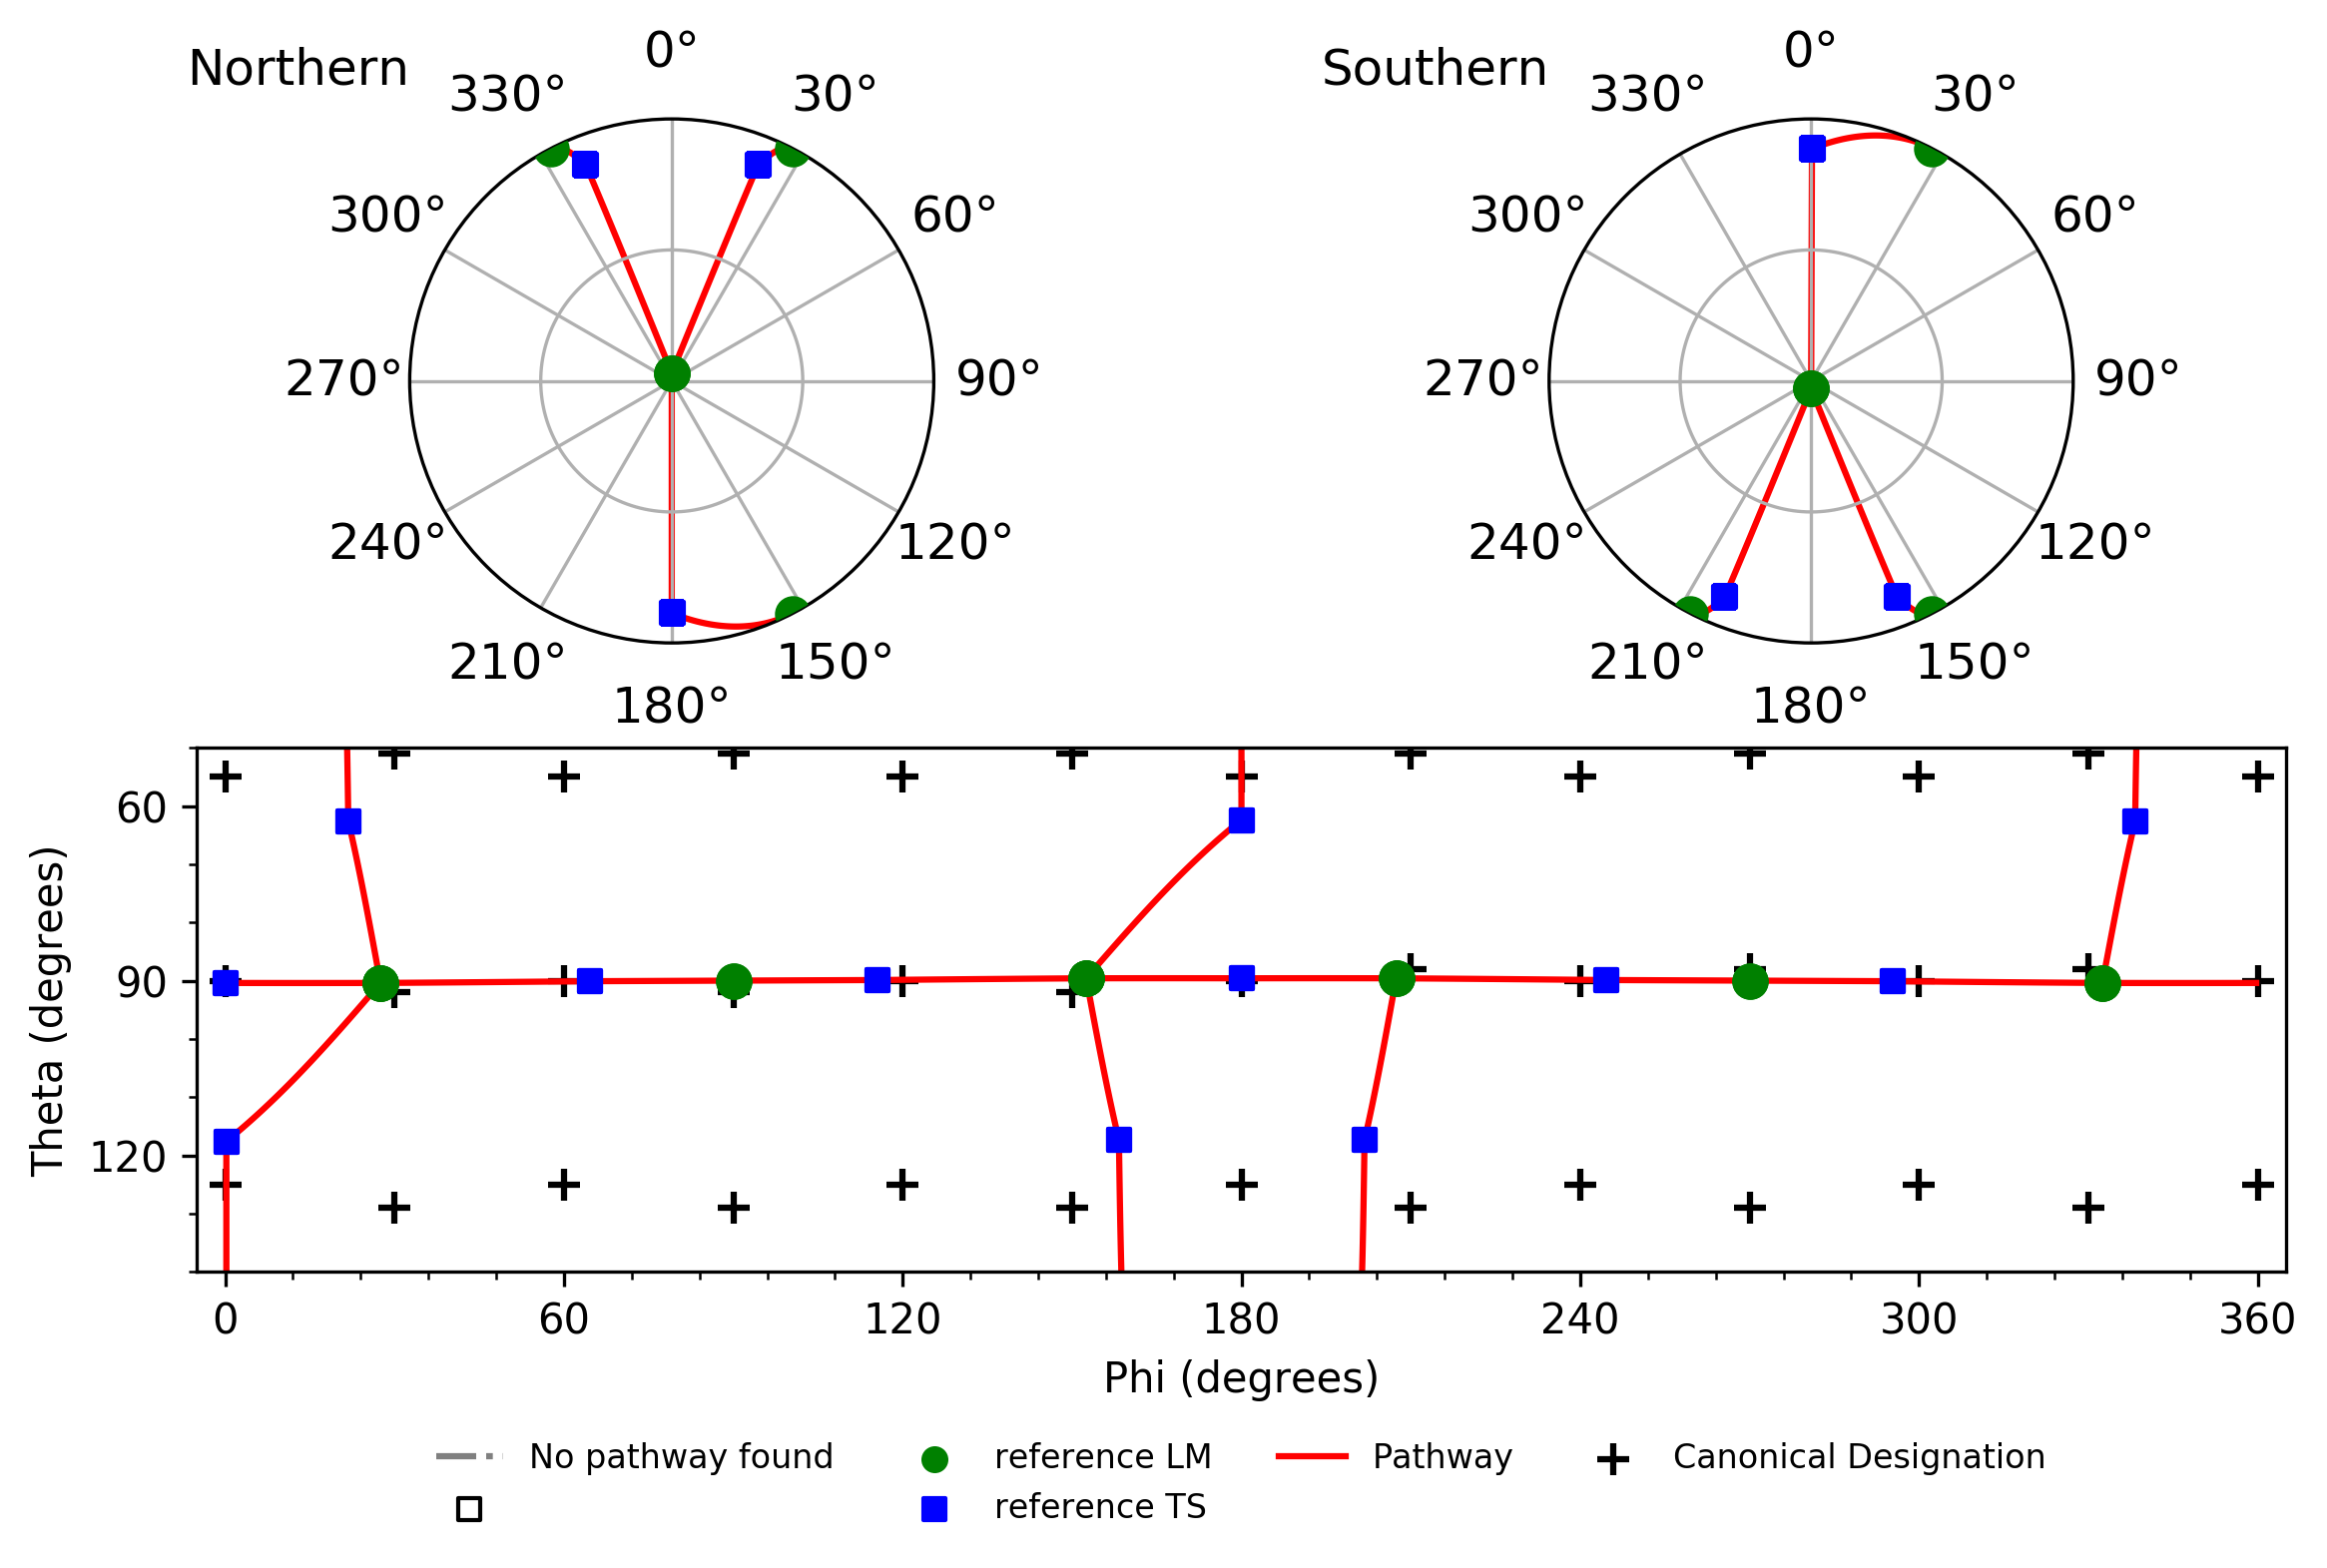 Northern
0°
330°
30°
300°
60°
270°
90°
240°
120°
210°
150°
180°
Southern
0°
330°
30°
300°
60°
270°
90°
240°
120°
210°
150°
180°
Theta (degrees)
60
90
120
0 60 120 180 240 300 360
Phi (degrees)
No pathway found
reference LM
Pathway
Canonical Designation
reference TS